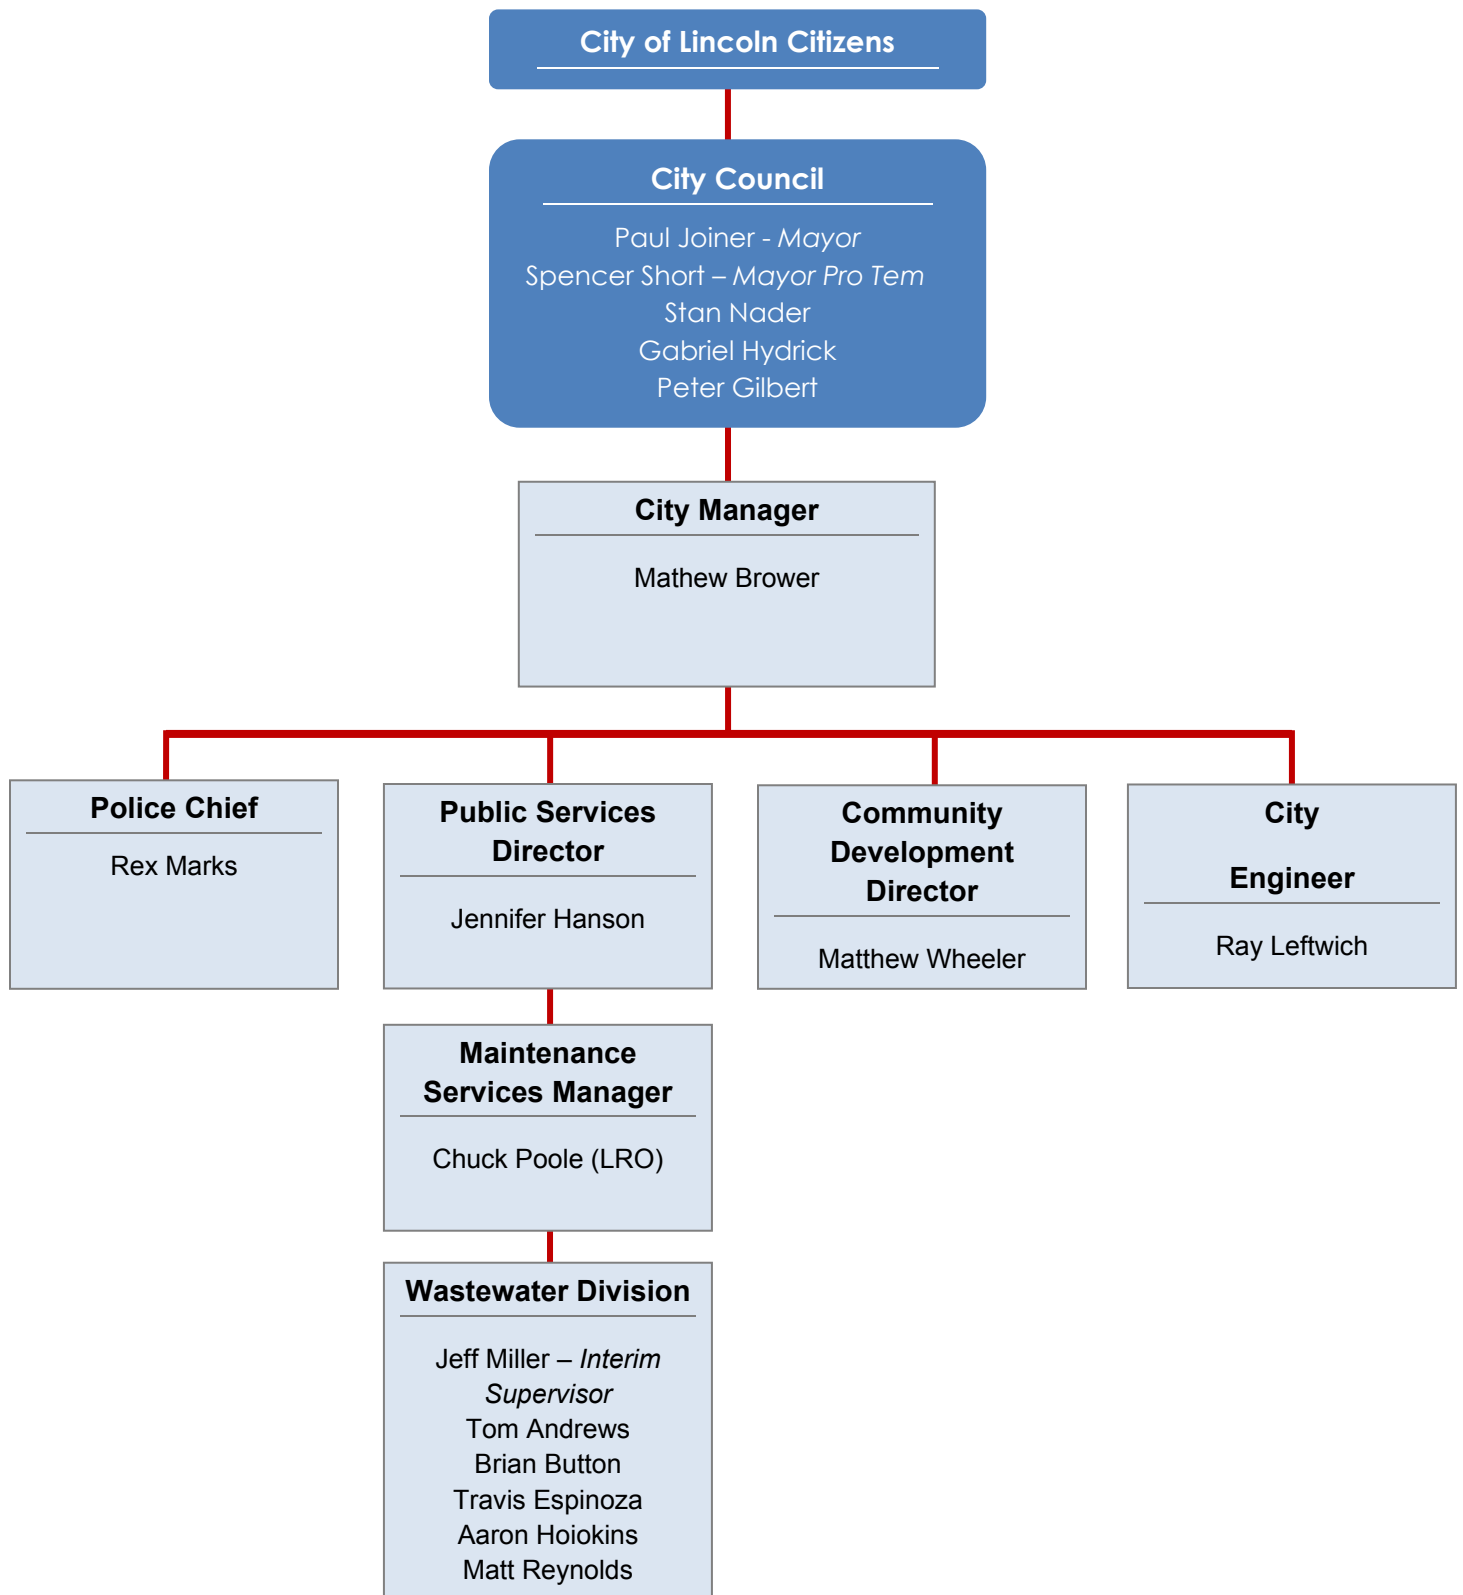 City of Lincoln Citizens
City Council
Paul Joiner - Mayor
Spencer Short – Mayor Pro Tem
Stan Nader
Gabriel Hydrick
Peter Gilbert
City Manager
Mathew Brower
Police Chief
Rex Marks
Public Services
Director
Jennifer Hanson
Community
Development
Director
Matthew Wheeler
City
Engineer
Ray Leftwich
Maintenance
Services Manager
Chuck Poole (LRO)
Wastewater Division
Jeff Miller – Interim
Supervisor
Tom Andrews
Brian Button
Travis Espinoza
Aaron Hoiokins
Matt Reynolds